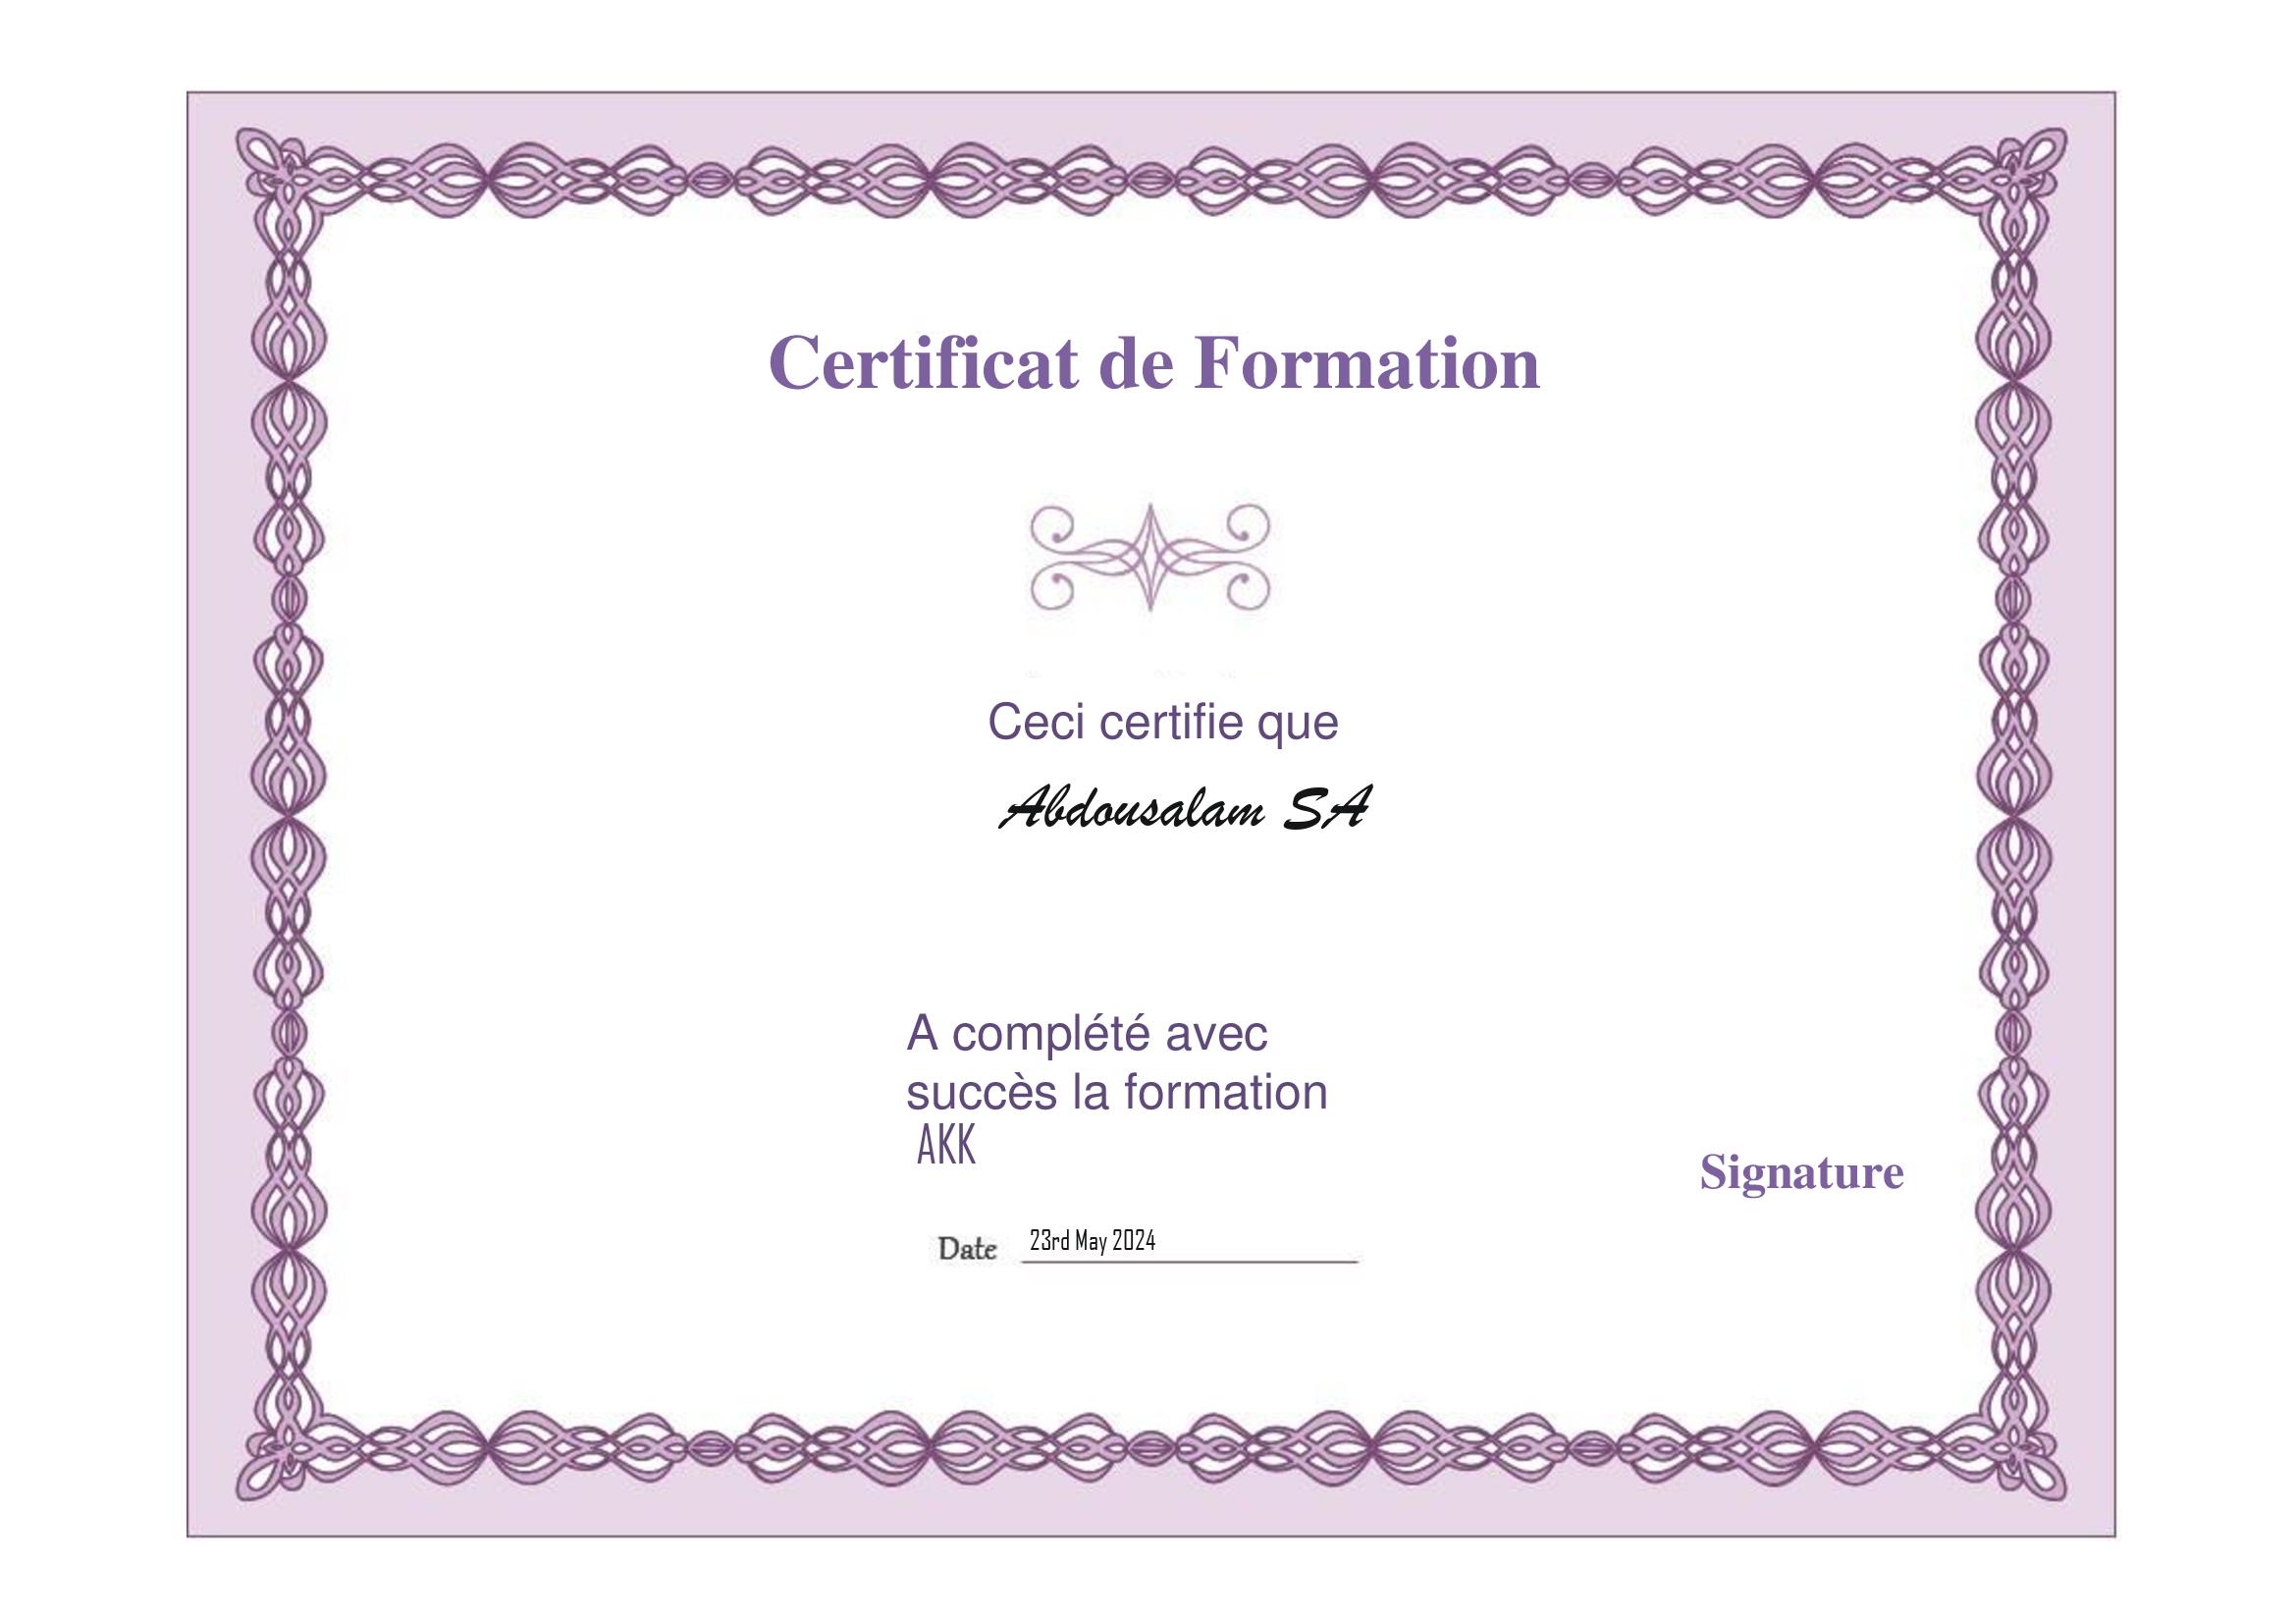 Certificat de Formation
Ceci certifie que
Abdousalam SA
A complété avec
succès la formation
AKK
Signature
Date 23rd May 2024